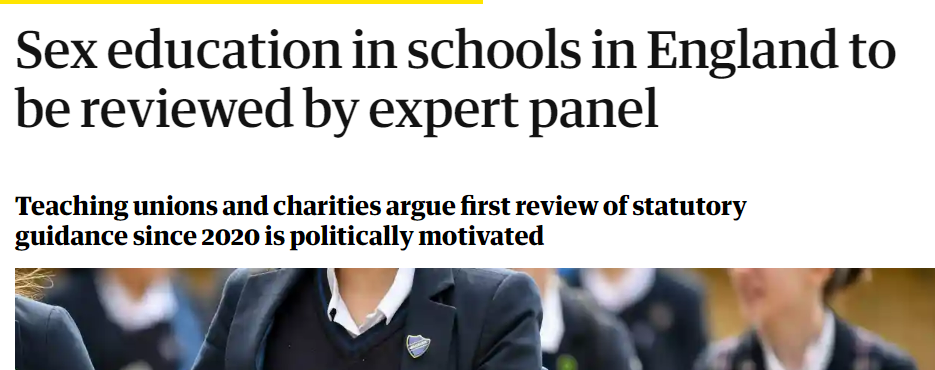 Sex education in schools in England to
be reviewed by expert panel
Teaching unions and charities argue first review of statutory
guidance since 2020 is politically motivated